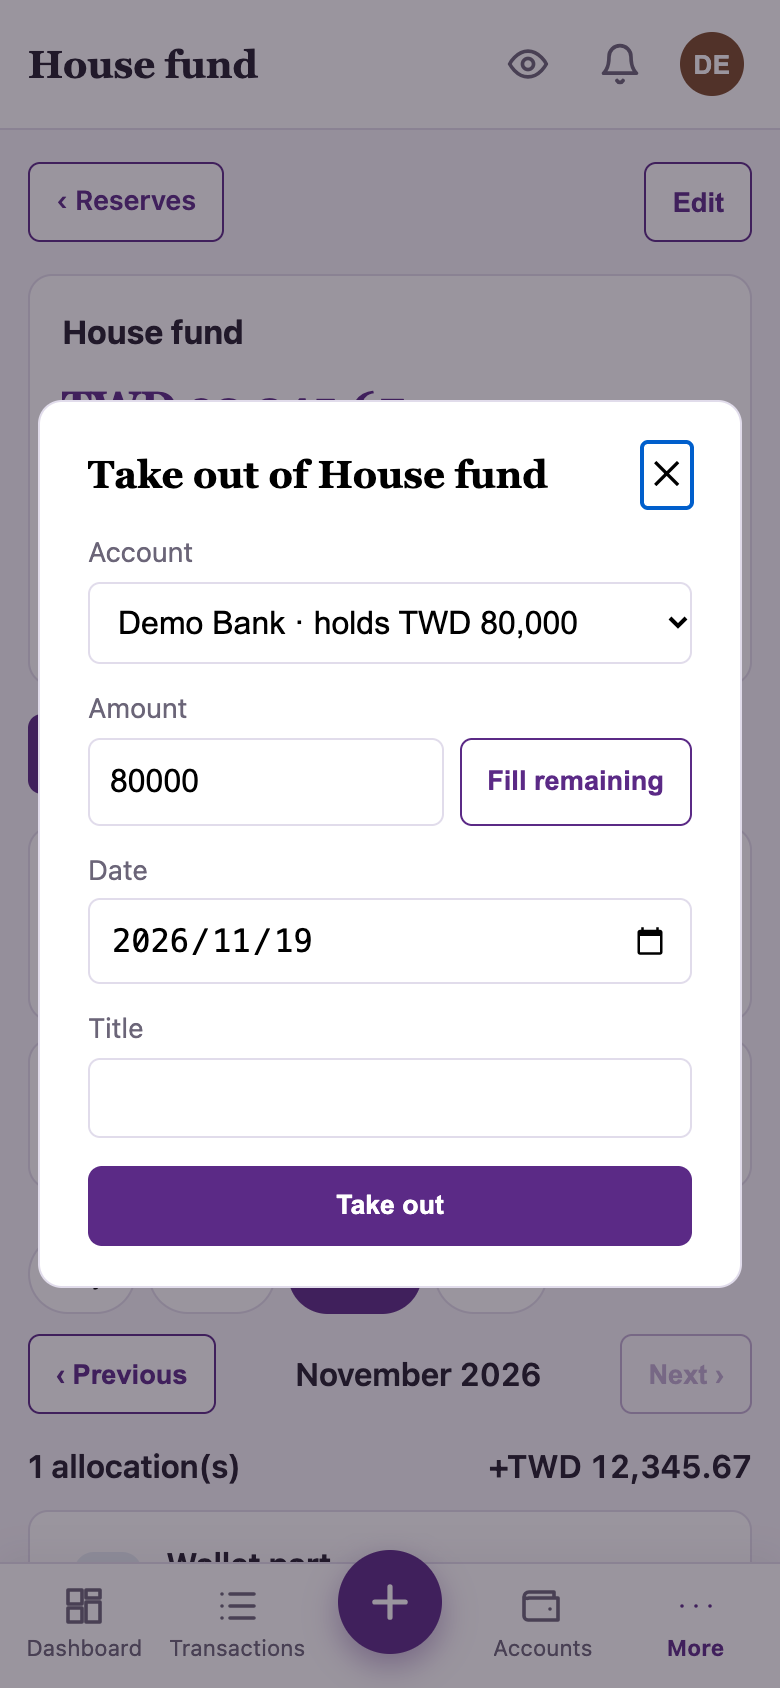 House fund
DE
‹ Reserves
Edit
House fund
Take out of House fund
Account
Demo Bank · holds TWD 80,000
Amount
80000
Fill remaining
Date
2026/11/19
Title
Take out
‹ Previous
November 2026
Next ›
1 allocation(s)
+TWD 12,345.67
Wallet part
Dashboard
Transactions
Accounts
More